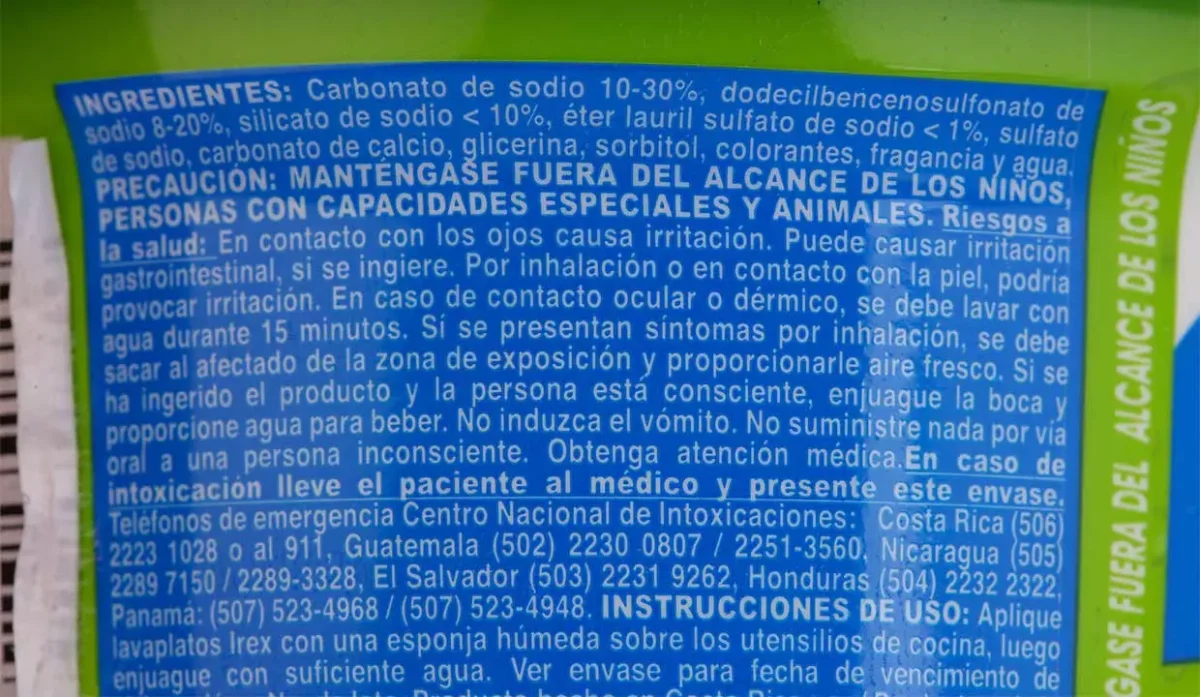 INGREDIENTES: Carbonato de sodio 10-30%, dodecilbencenosulfonato de
sodio 8-20%, silicato de sodio < 10%, éter lauril sulfato de sodio < 1%, sulfato
de sodio, carbonato de calcio, glicerina, sorbitol, colorantes, fragancia y agua.
PRECAUCIÓN: MANTÉNGASE FUERA DEL ALCANCE DE LOS NIÑOS,
PERSONAS CON CAPACIDADES ESPECIALES Y ANIMALES. Riesgos a
la salud: En contacto con los ojos causa irritación. Puede causar irritación
gastrointestinal, si se ingiere. Por inhalación o en contacto con la piel, podría
provocar irritación. En caso de contacto ocular o dérmico, se debe lavar con
agua durante 15 minutos. Sí se presentan síntomas por inhalación, se debe
sacar al afectado de la zona de exposición y proporcionarle aire fresco. Si se
ha ingerido el producto y la persona está consciente, enjuague la boca y
proporcione agua para beber. No induzca el vómito. No suministre nada por vía
oral a una persona inconsciente. Obtenga atención médica.En caso de
intoxicación lleve el paciente al médico y presente este envase.
Teléfonos de emergencia Centro Nacional de Intoxicaciones: Costa Rica (506)
2223 1028 o al 911, Guatemala (502) 2230 0807 / 2251-3560, Nicaragua (505)
2289 7150 / 2289-3328, El Salvador (503) 2231 9262, Honduras (504) 2232 2322,
Panamá: (507) 523-4968 / (507) 523-4948. INSTRUCCIONES DE USO: Aplique
lavaplatos Irex con una esponja húmeda sobre los utensilios de cocina, luego
enjuague con suficiente agua. Ver envase para fecha de vencimiento de
GASE FUERA DEL ALCANCE DE LOS NIÑOS